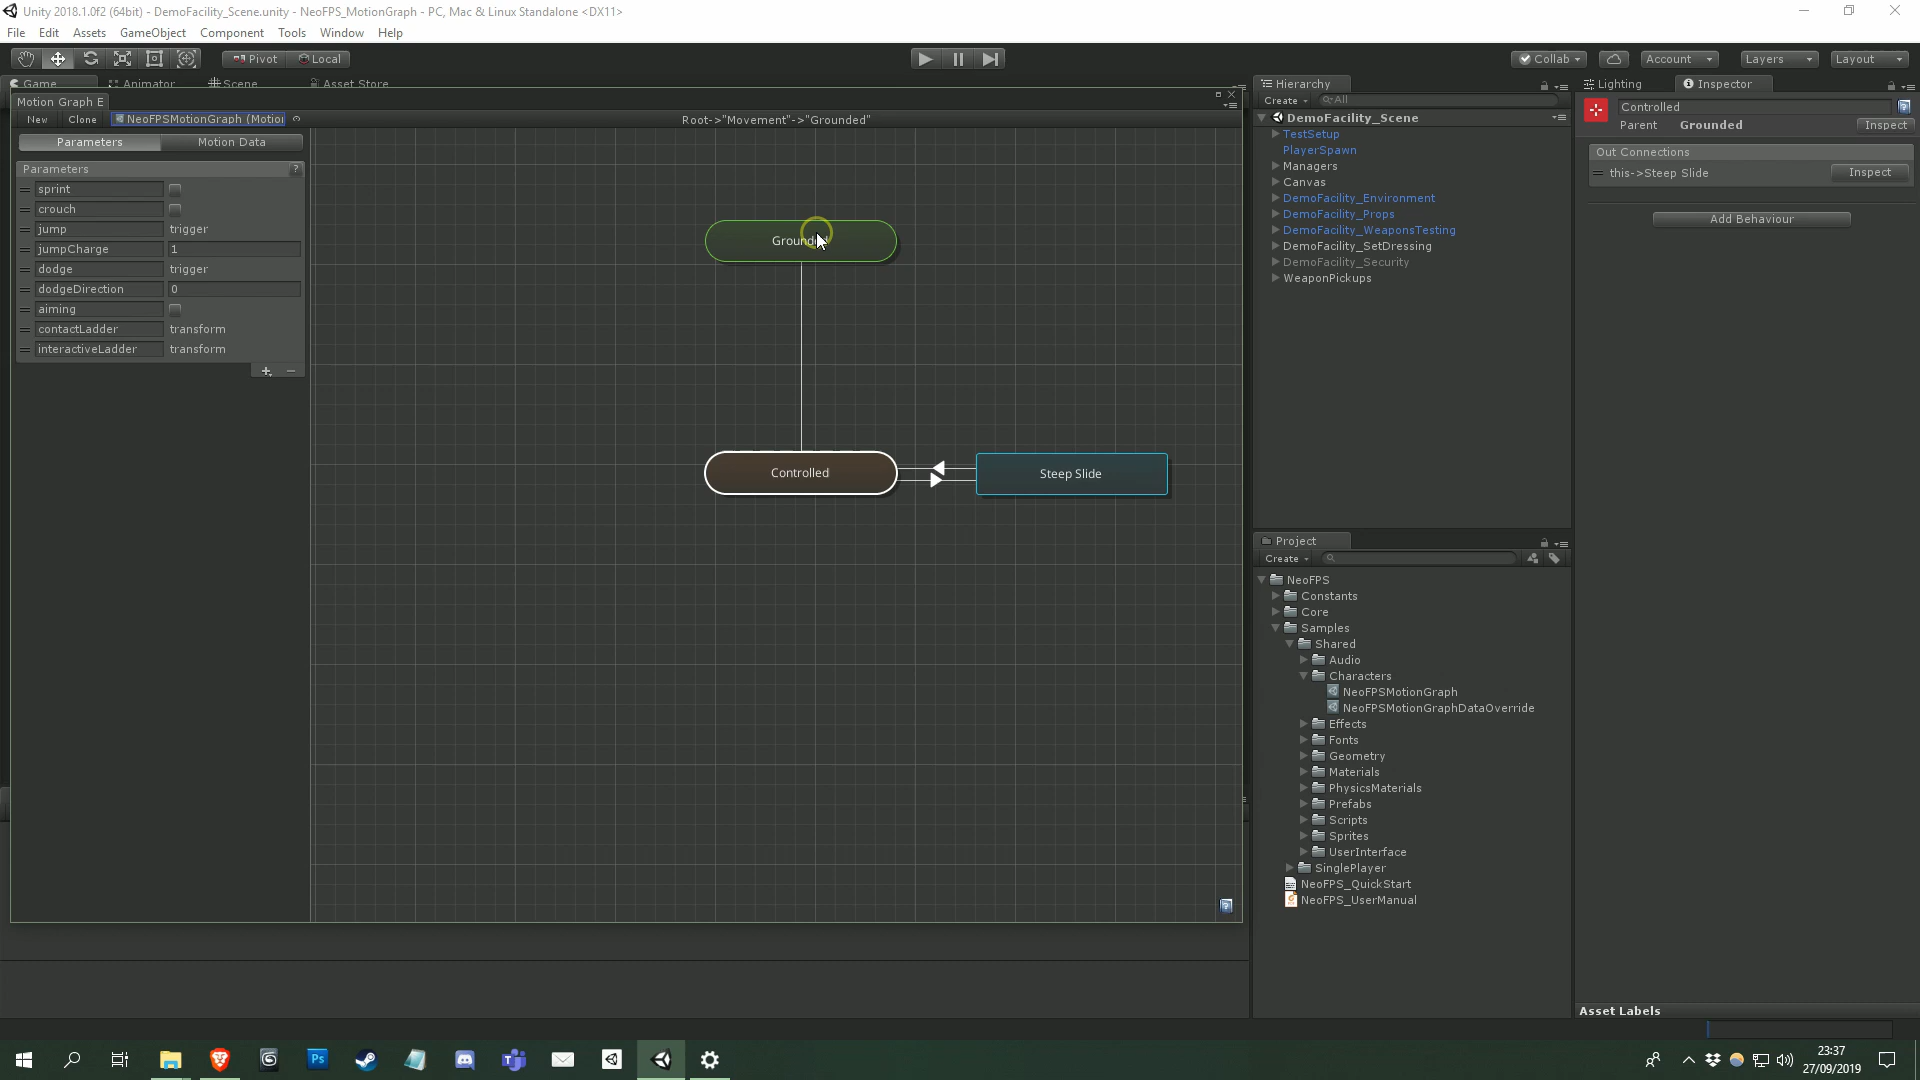 Unity 2018.1.0f2 (64bit) - DemoFacility_Scene.unity - NeoFPS_MotionGraph - PC, Mac & Linux Standalone <DX11>
File Edit Assets GameObject Component Tools Window Help
Pivot Local Collab Account Layers Layout
Game Animator Scene Asset Store
Motion Graph E
New Clone NeoFPSMotionGraph (Motion
Root->"Movement"->"Grounded"
Parameters Motion Data
Parameters
sprint
crouch
jump trigger
jumpCharge 1
dodge trigger
dodgeDirection 0
aiming
contactLadder transform
interactiveLadder transform
Grounded
Controlled
Steep Slide
Hierarchy
Create All
DemoFacility_Scene
TestSetup
PlayerSpawn
Managers
Canvas
DemoFacility_Environment
DemoFacility_Props
DemoFacility_WeaponsTesting
DemoFacility_SetDressing
DemoFacility_Security
WeaponPickups
Project
Create
NeoFPS
Constants
Core
Samples
Shared
Audio
Characters
NeoFPSMotionGraph
NeoFPSMotionGraphDataOverride
Effects
Fonts
Geometry
Materials
PhysicsMaterials
Prefabs
Scripts
Sprites
UserInterface
SinglePlayer
NeoFPS_QuickStart
NeoFPS_UserManual
Lighting Inspector
Controlled
Parent Grounded Inspect
Out Connections
this->Steep Slide Inspect
Add Behaviour
Asset Labels
Ps
23:37
27/09/2019